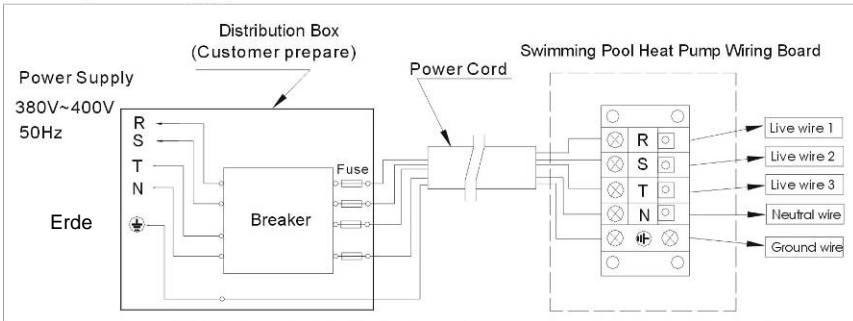 Distribution Box
(Customer prepare)
Swimming Pool Heat Pump Wiring Board
Power Cord
Power Supply
380V~400V
50Hz
R
S
T
N
Erde
Fuse
Breaker
R
S
T
N
Live wire 1
Live wire 2
Live wire 3
Neutral wire
Ground wire